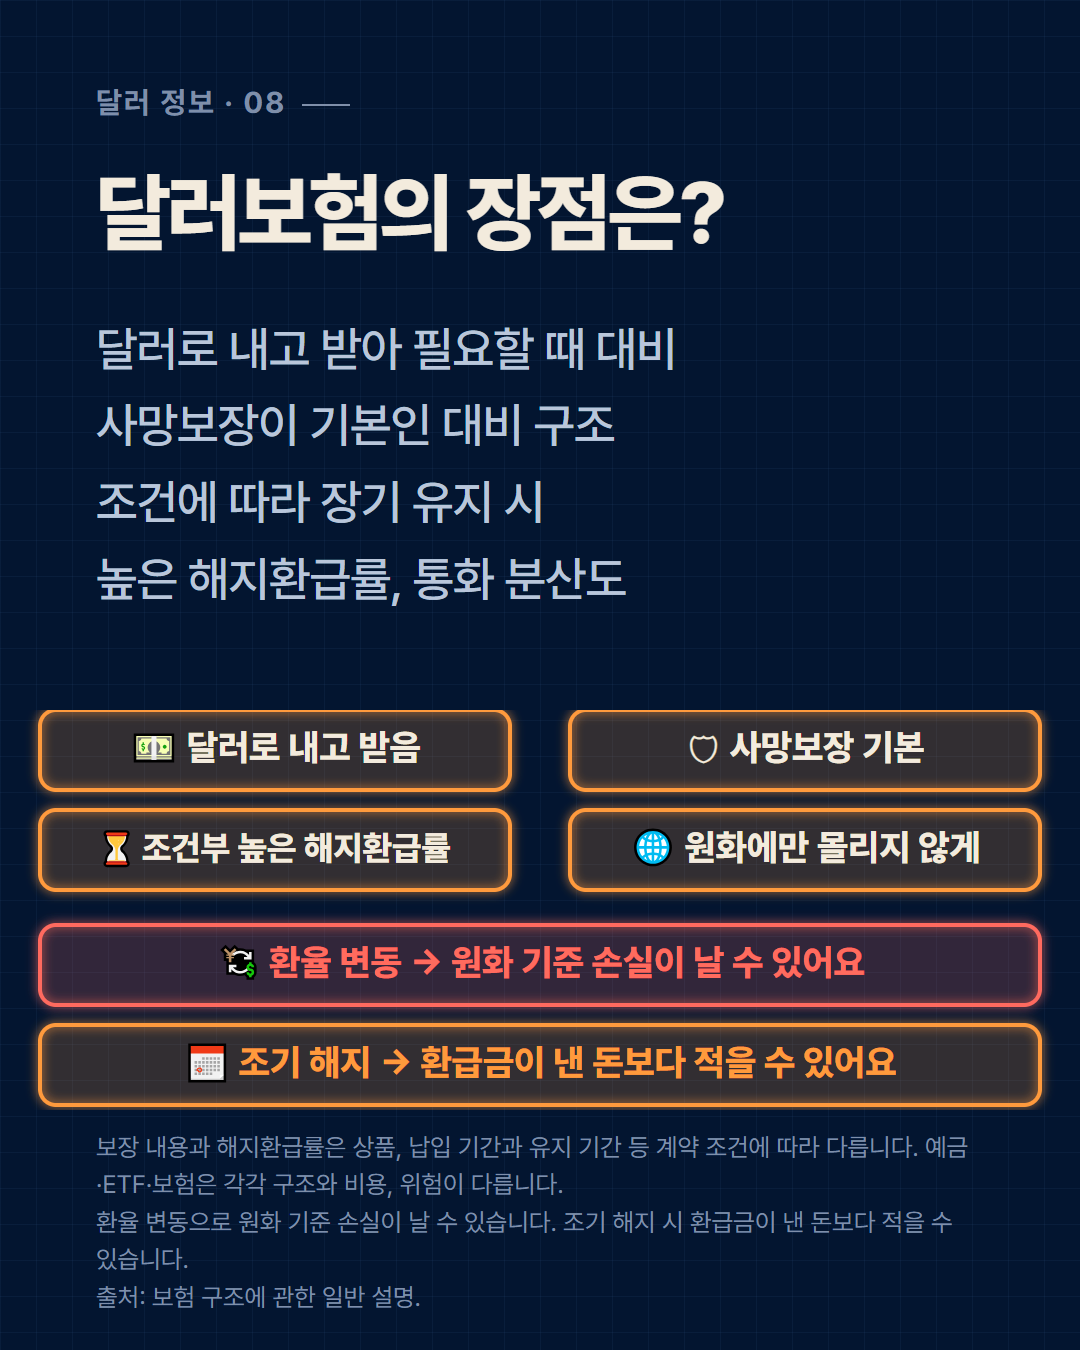 달러 정보 · 08
달러보험의 장점은?
달러로 내고 받아 필요할 때 대비
사망보장이 기본인 대비 구조
조건에 따라 장기 유지 시
높은 해지환급률, 통화 분산도
달러로 내고 받음
사망보장 기본
조건부 높은 해지환급률
원화에만 몰리지 않게
환율 변동 → 원화 기준 손실이 날 수 있어요
조기 해지 → 환급금이 낸 돈보다 적을 수 있어요
보장 내용과 해지환급률은 상품, 납입 기간과 유지 기간 등 계약 조건에 따라 다릅니다. 예금
·ETF·보험은 각각 구조와 비용, 위험이 다릅니다.
환율 변동으로 원화 기준 손실이 날 수 있습니다. 조기 해지 시 환급금이 낸 돈보다 적을 수
있습니다.
출처: 보험 구조에 관한 일반 설명.